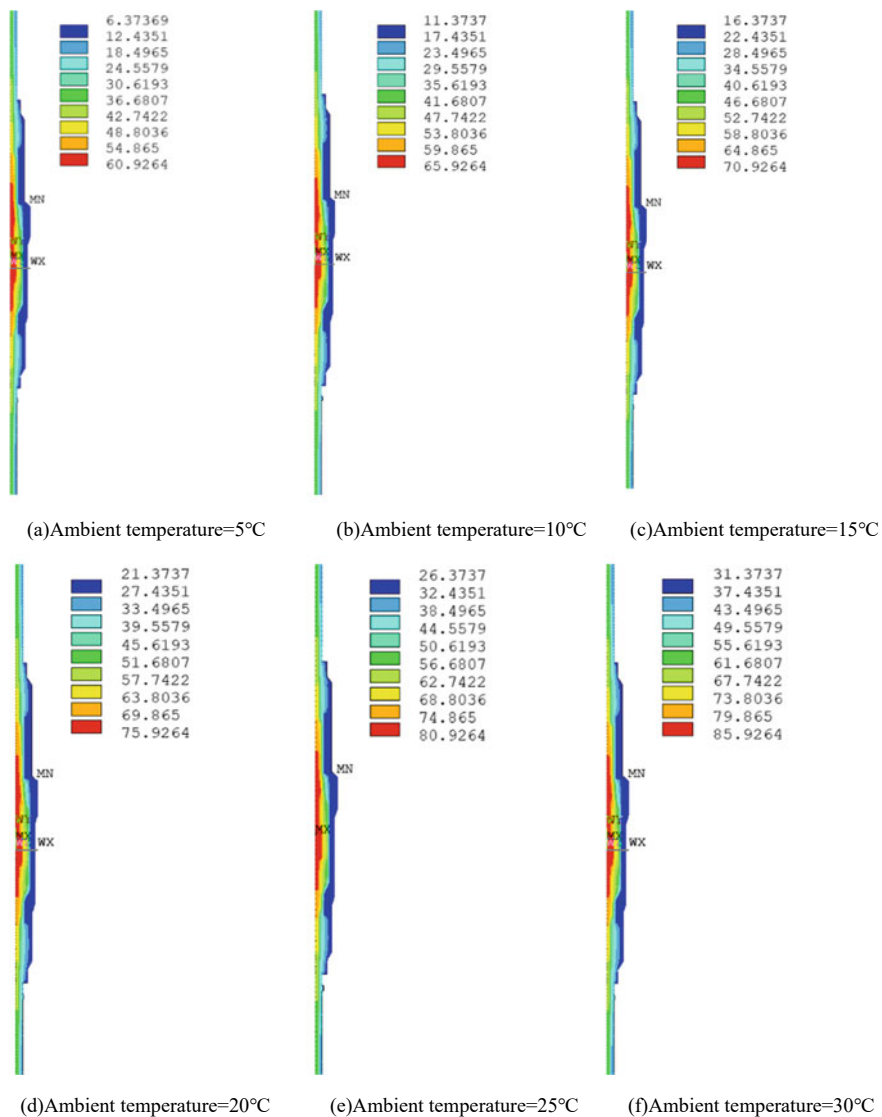 6.37369
12.4351
18.4965
24.5579
30.6193
36.6807
42.7422
48.8036
54.865
60.9264
MN
MX
WX
11.3737
17.4351
23.4965
29.5579
35.6193
41.6807
47.7422
53.8036
59.865
65.9264
MN
MX
WX
16.3737
22.4351
28.4965
34.5579
40.6193
46.6807
52.7422
58.8036
64.865
70.9264
MN
MX
WX
(a)Ambient temperature=5℃
(b)Ambient temperature=10℃
(c)Ambient temperature=15℃
21.3737
27.4351
33.4965
39.5579
45.6193
51.6807
57.7422
63.8036
69.865
75.9264
MN
MX
WX
26.3737
32.4351
38.4965
44.5579
50.6193
56.6807
62.7422
68.8036
74.865
80.9264
MN
MX
31.3737
37.4351
43.4965
49.5579
55.6193
61.6807
67.7422
73.8036
79.865
85.9264
MN
MX
WX
(d)Ambient temperature=20℃
(e)Ambient temperature=25℃
(f)Ambient temperature=30℃